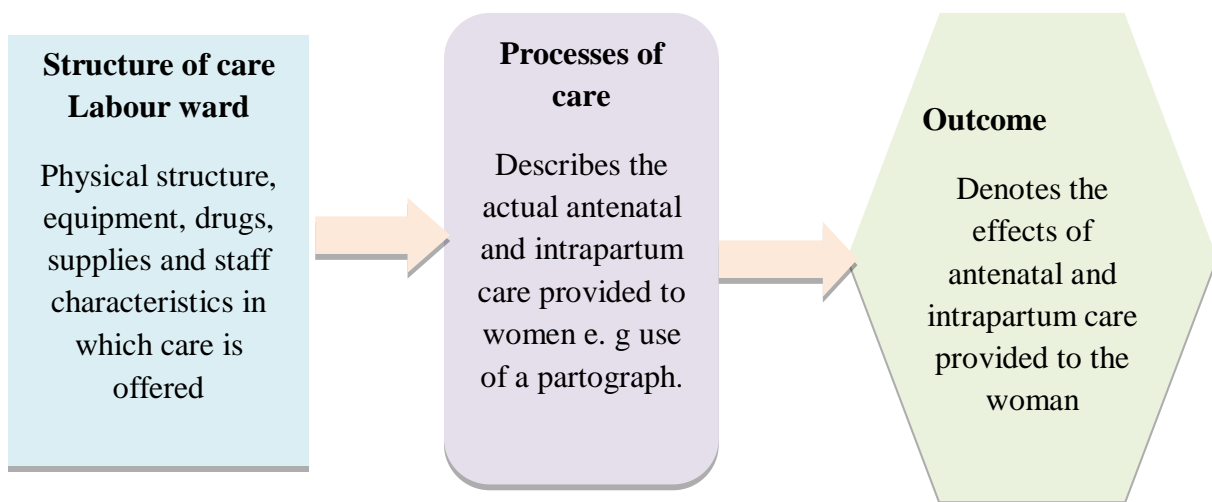 Structure of care
Labour ward
Physical structure,
equipment, drugs,
supplies and staff
characteristics in
which care is
offered
Processes of
care
Describes the
actual antenatal
and intrapartum
care provided to
women e. g use
of a partograph.
Outcome
Denotes the
effects of
antenatal and
intrapartum care
provided to the
woman